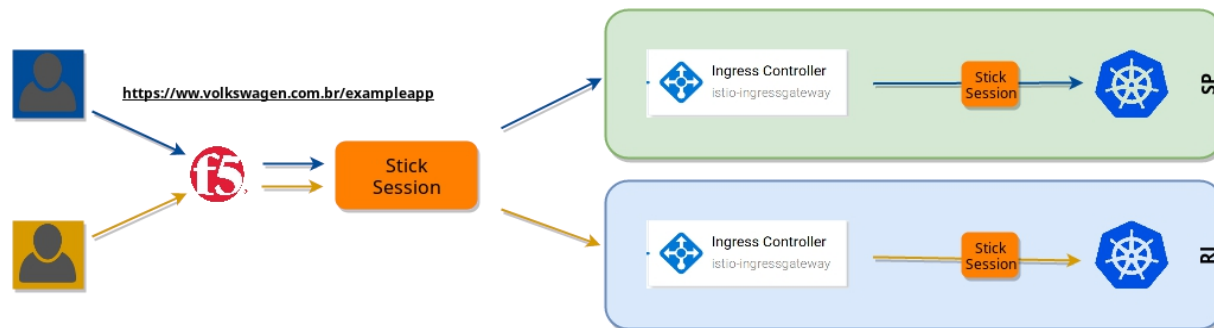 https://ww.volkswagen.com.br/exampleapp
f5
Stick
Session
Ingress Controller
istio-ingressgateway
Stick
Session
SP
Ingress Controller
istio-ingressgateway
Stick
Session
RJ